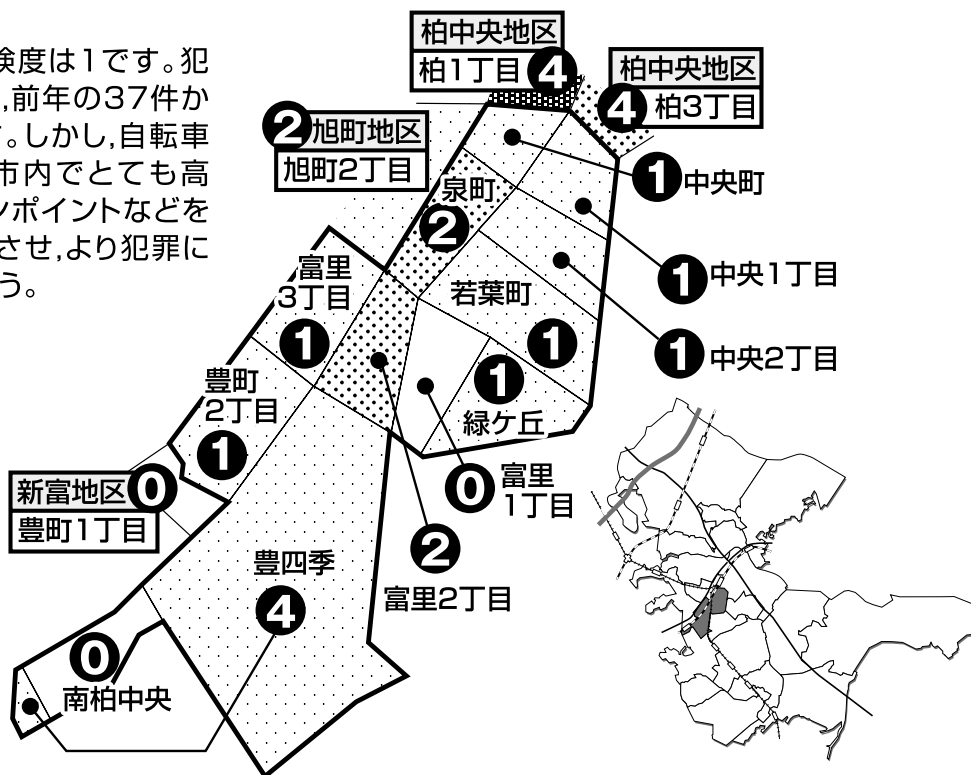 険度は1です。犯
,前年の37件か
。しかし,自転車
市内でとても高
ンポイントなどを
させ,より犯罪に
う。
柏中央地区
柏1丁目 4
柏中央地区
4 柏3丁目
2 旭町地区
旭町2丁目
1 中央町
泉町
2
1 中央1丁目
富里
3丁目
1
若葉町
1
1 中央2丁目
豊町
2丁目
1
1
緑ケ丘
新富地区 0
豊町1丁目
0 富里
1丁目
2
富里2丁目
豊四季
4
0
南柏中央